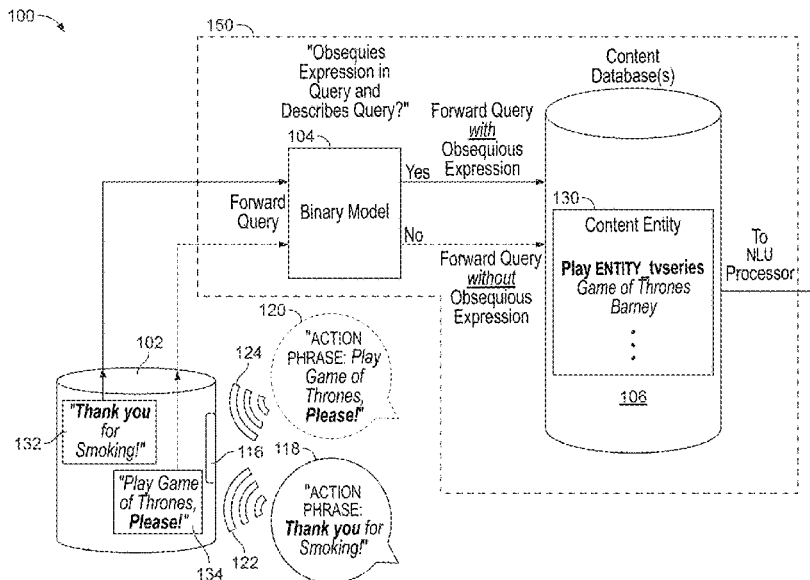 100
150
"Obsequies
Expression in
Query and
Describes Query?"
104
Binary Model
Forward
Query
Yes
No
Forward Query
with
Obsequious
Expression
Forward Query
without
Obsequious
Expression
Content
Database(s)
130
Content Entity
Play ENTITY_tvseries
Game of Thrones
Barney
106
To
NLU
Processor
102
"Thank you
for
Smoking!"
132
"Play Game
of Thrones,
Please!"
134
116
124
122
120
"ACTION
PHRASE: Play
Game of
Thrones,
Please!"
118
"ACTION
PHRASE:
Thank you for
Smoking!"